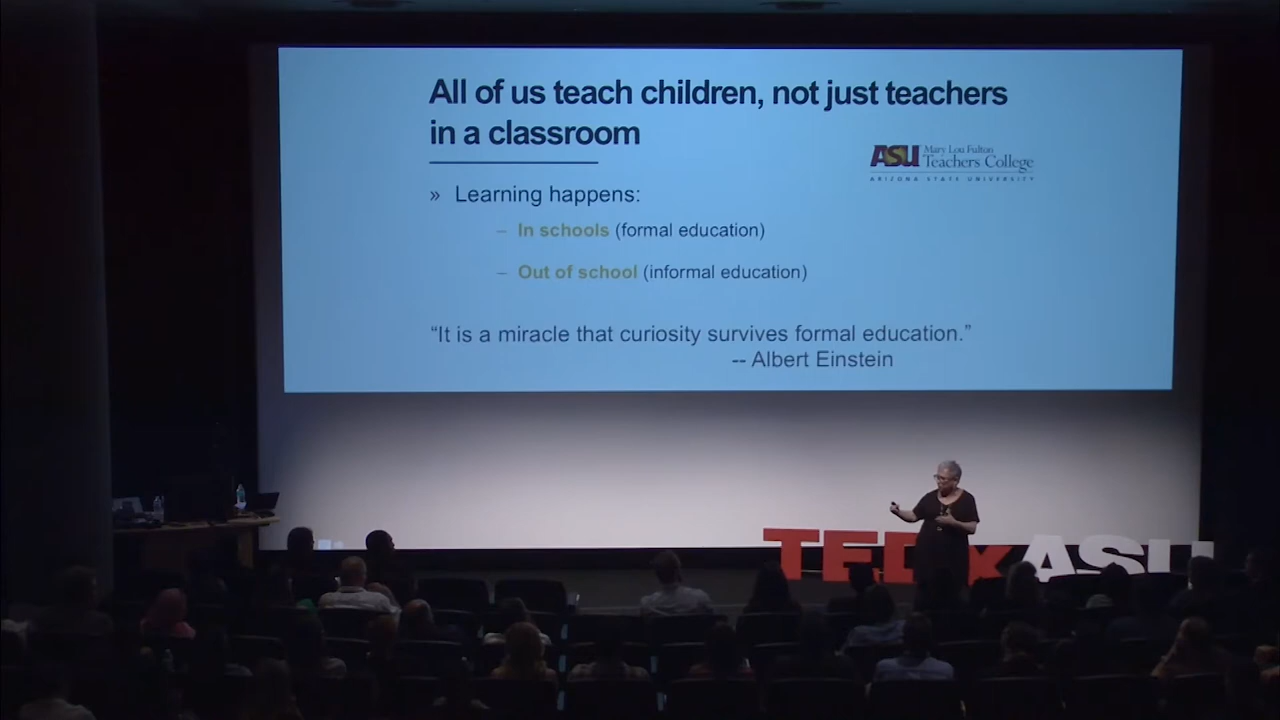 All of us teach children, not just teachers
in a classroom
ASU Mary Lou Fulton
Teachers College
ARIZONA STATE UNIVERSITY
» Learning happens:
– In schools (formal education)
– Out of school (informal education)
“It is a miracle that curiosity survives formal education.”
-- Albert Einstein
TEDxASU